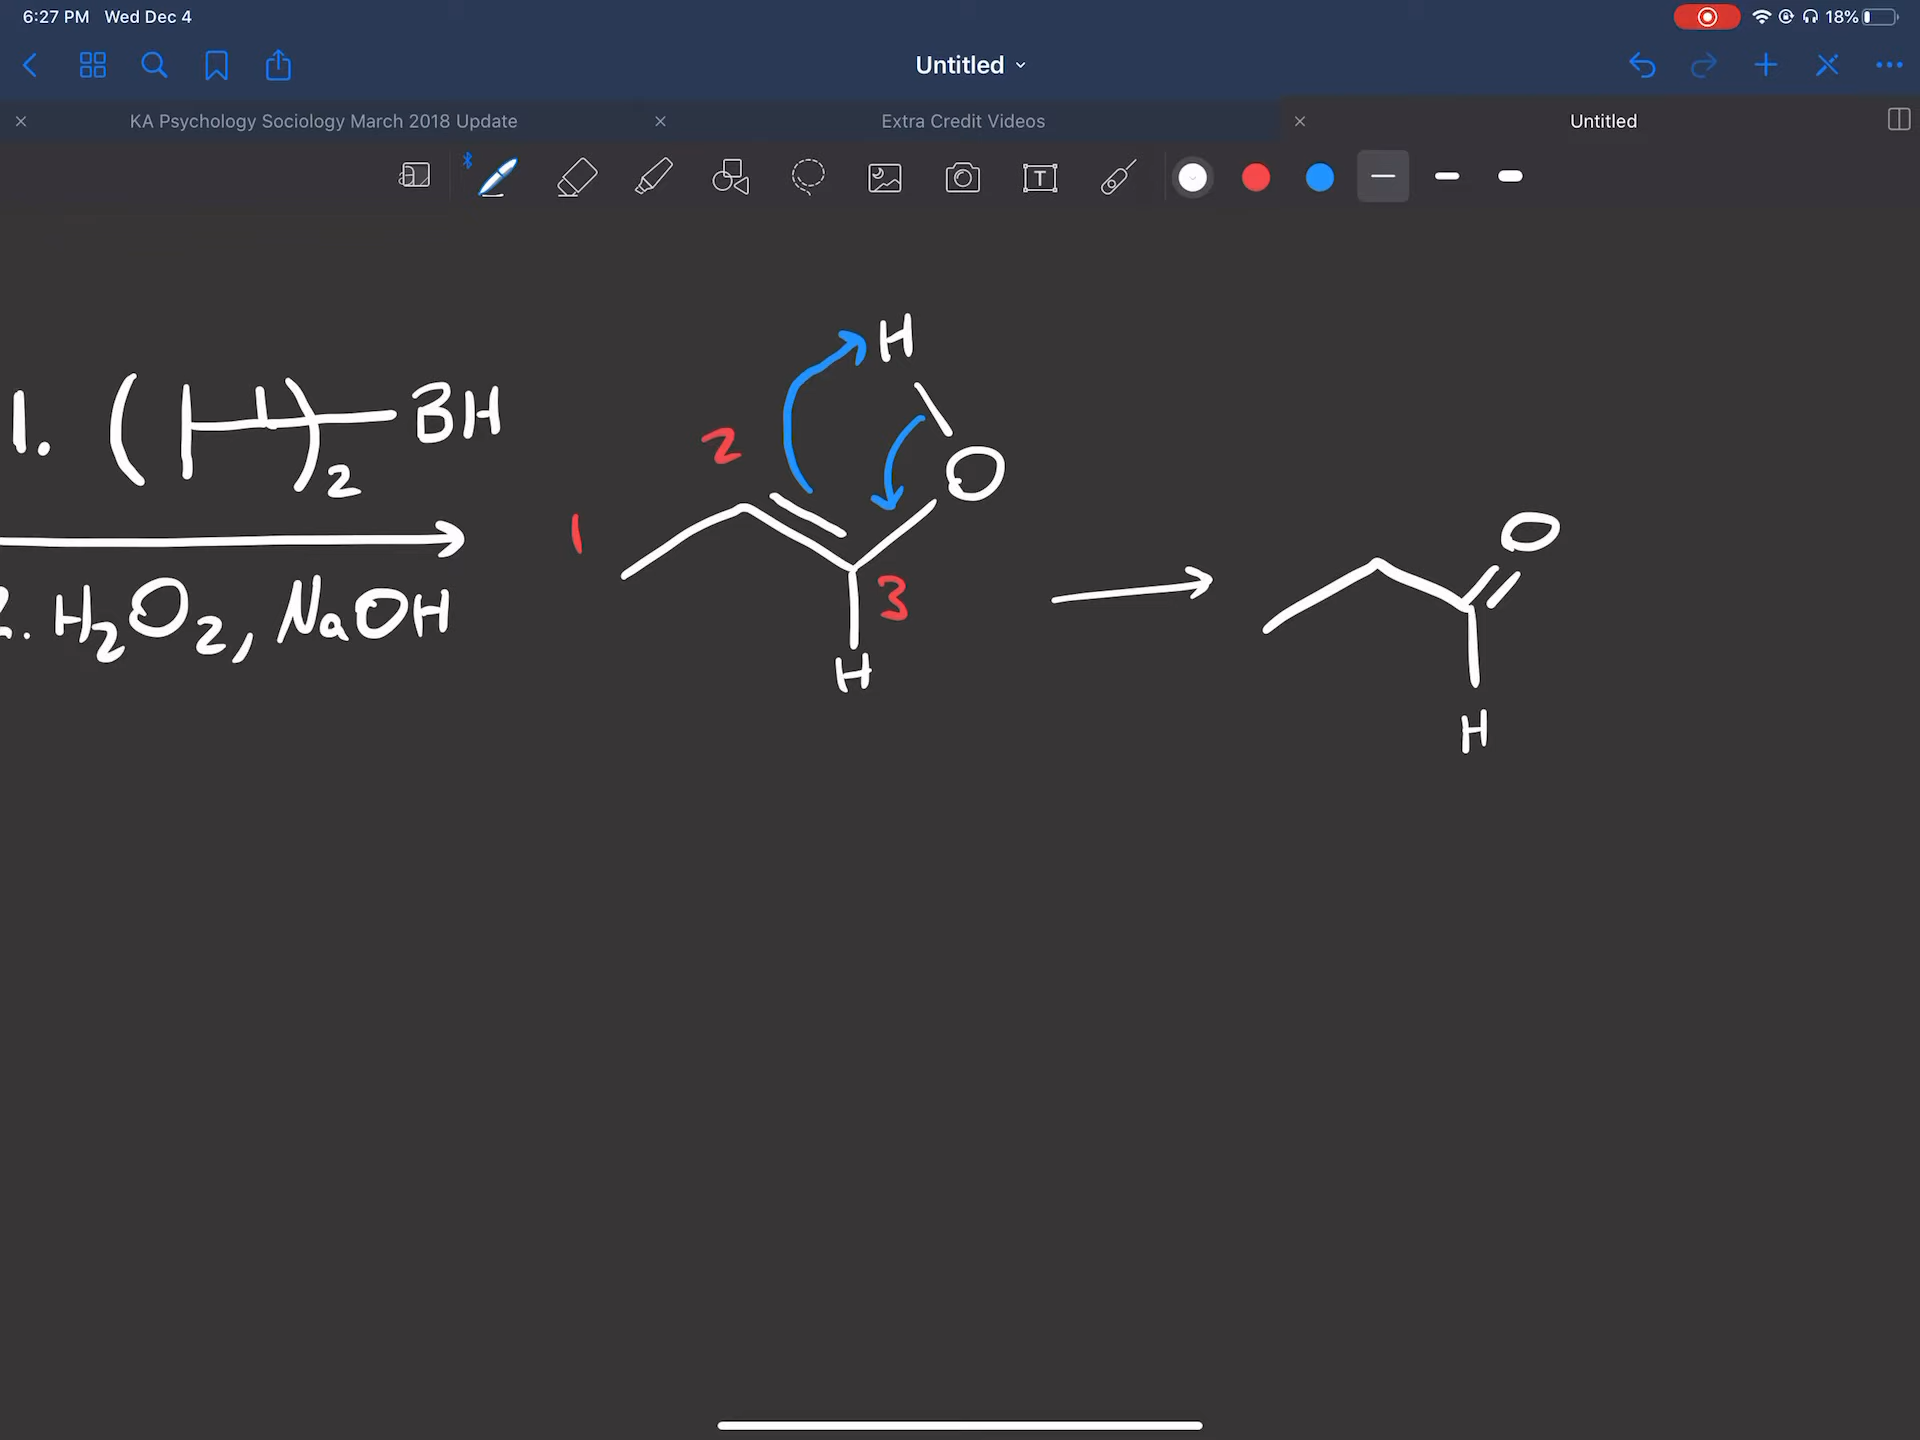 6:27 PM Wed Dec 4
18%
Untitled
KA Psychology Sociology March 2018 Update
Extra Credit Videos
Untitled
T
1. ( )2 BH
2. H2O2, NaOH
H
O
2
1
3
H
O
H